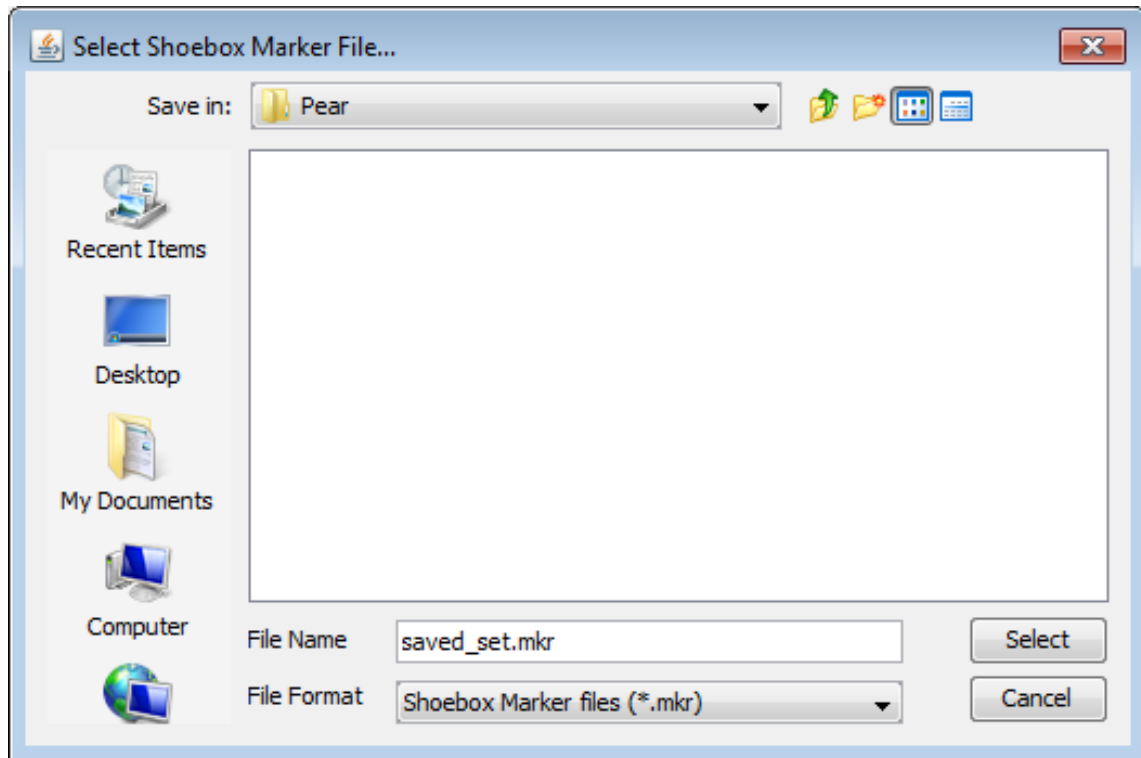 Select Shoebox Marker File...
Save in: Pear
Recent Items
Desktop
My Documents
Computer
File Name saved_set.mkr Select
File Format Shoebox Marker files (*.mkr) Cancel